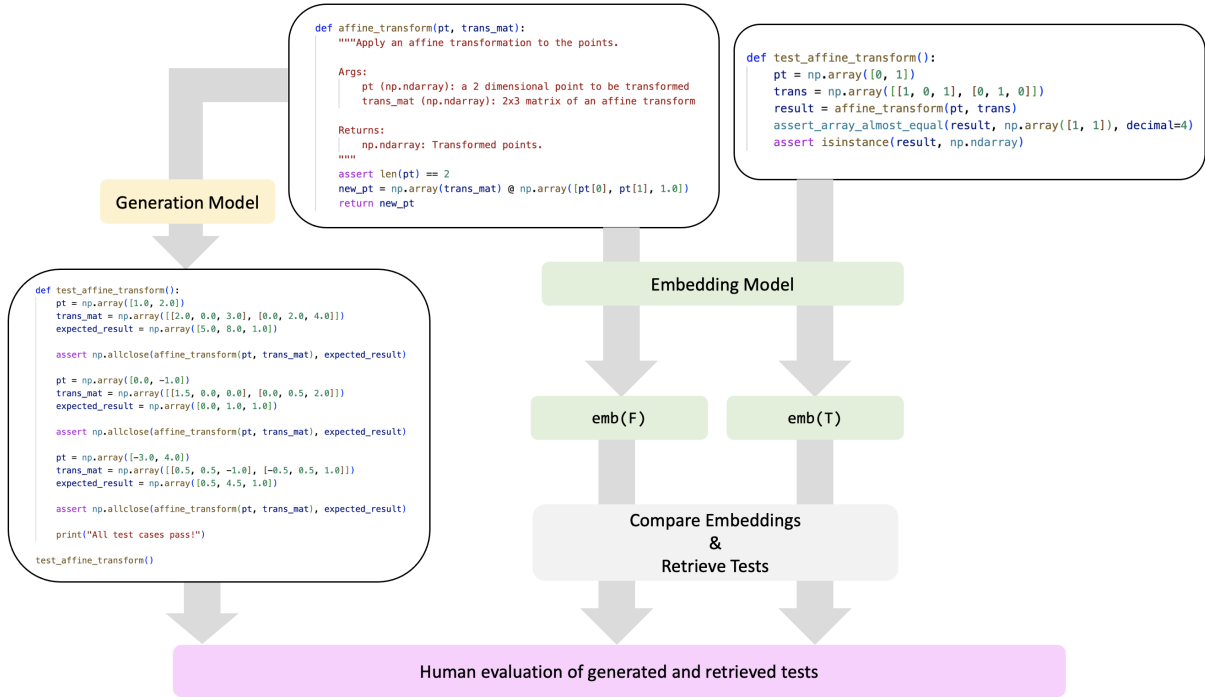 def affine_transform(pt, trans_mat):
"""Apply an affine transformation to the points.
Args:
pt (np.ndarray): a 2 dimensional point to be transformed
trans_mat (np.ndarray): 2x3 matrix of an affine transform
Returns:
np.ndarray: Transformed points.
"""
assert len(pt) == 2
new_pt = np.array(trans_mat) @ np.array([pt[0], pt[1], 1.0])
return new_pt
def test_affine_transform():
pt = np.array([0, 1])
trans = np.array([[1, 0, 1], [0, 1, 0]])
result = affine_transform(pt, trans)
assert_array_almost_equal(result, np.array([1, 1]), decimal=4)
assert isinstance(result, np.ndarray)
Generation Model
def test_affine_transform():
pt = np.array([1.0, 2.0])
trans_mat = np.array([[2.0, 0.0, 3.0], [0.0, 2.0, 4.0]])
expected_result = np.array([5.0, 8.0, 1.0])
assert np.allclose(affine_transform(pt, trans_mat), expected_result)
pt = np.array([0.0, -1.0])
trans_mat = np.array([[1.5, 0.0, 0.0], [0.0, 0.5, 2.0]])
expected_result = np.array([0.0, 1.0, 1.0])
assert np.allclose(affine_transform(pt, trans_mat), expected_result)
pt = np.array([-3.0, 4.0])
trans_mat = np.array([[0.5, 0.5, -1.0], [-0.5, 0.5, 1.0]])
expected_result = np.array([0.5, 4.5, 1.0])
assert np.allclose(affine_transform(pt, trans_mat), expected_result)
print("All test cases pass!")
test_affine_transform()
Embedding Model
emb(F)
emb(T)
Compare Embeddings
&
Retrieve Tests
Human evaluation of generated and retrieved tests